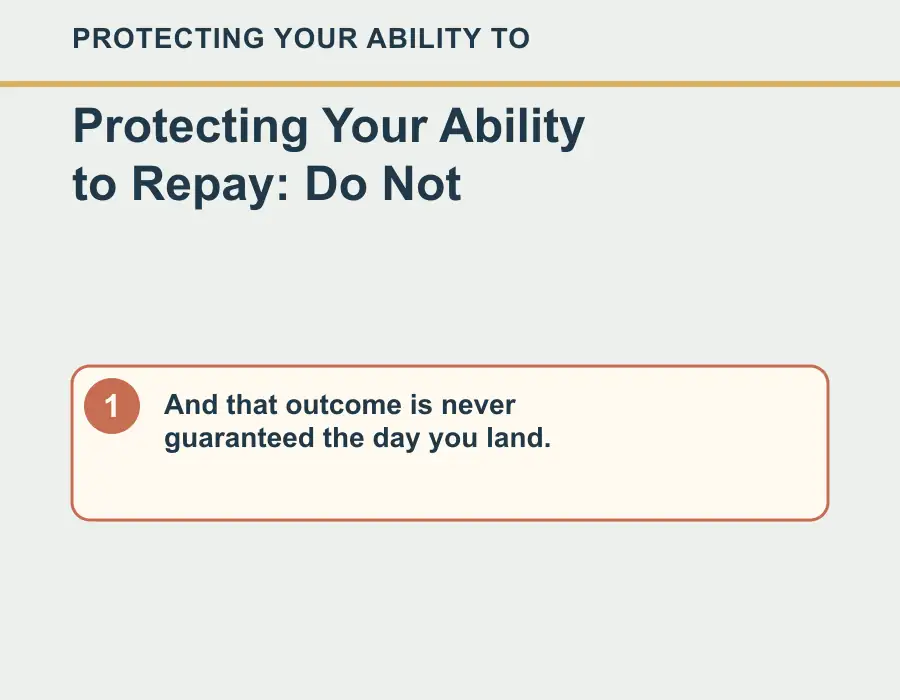 PROTECTING YOUR ABILITY TO
Protecting Your Ability
to Repay: Do Not
1
And that outcome is never
guaranteed the day you land.